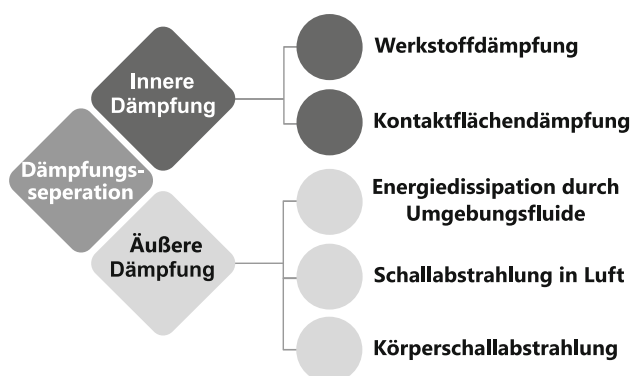 Innere
Dämpfung
Werkstoffdämpfung
Kontaktflächendämpfung
Dämpfungs-
seperation
Äußere
Dämpfung
Energiedissipation durch
Umgebungsfluide
Schallabstrahlung in Luft
Körperschallabstrahlung